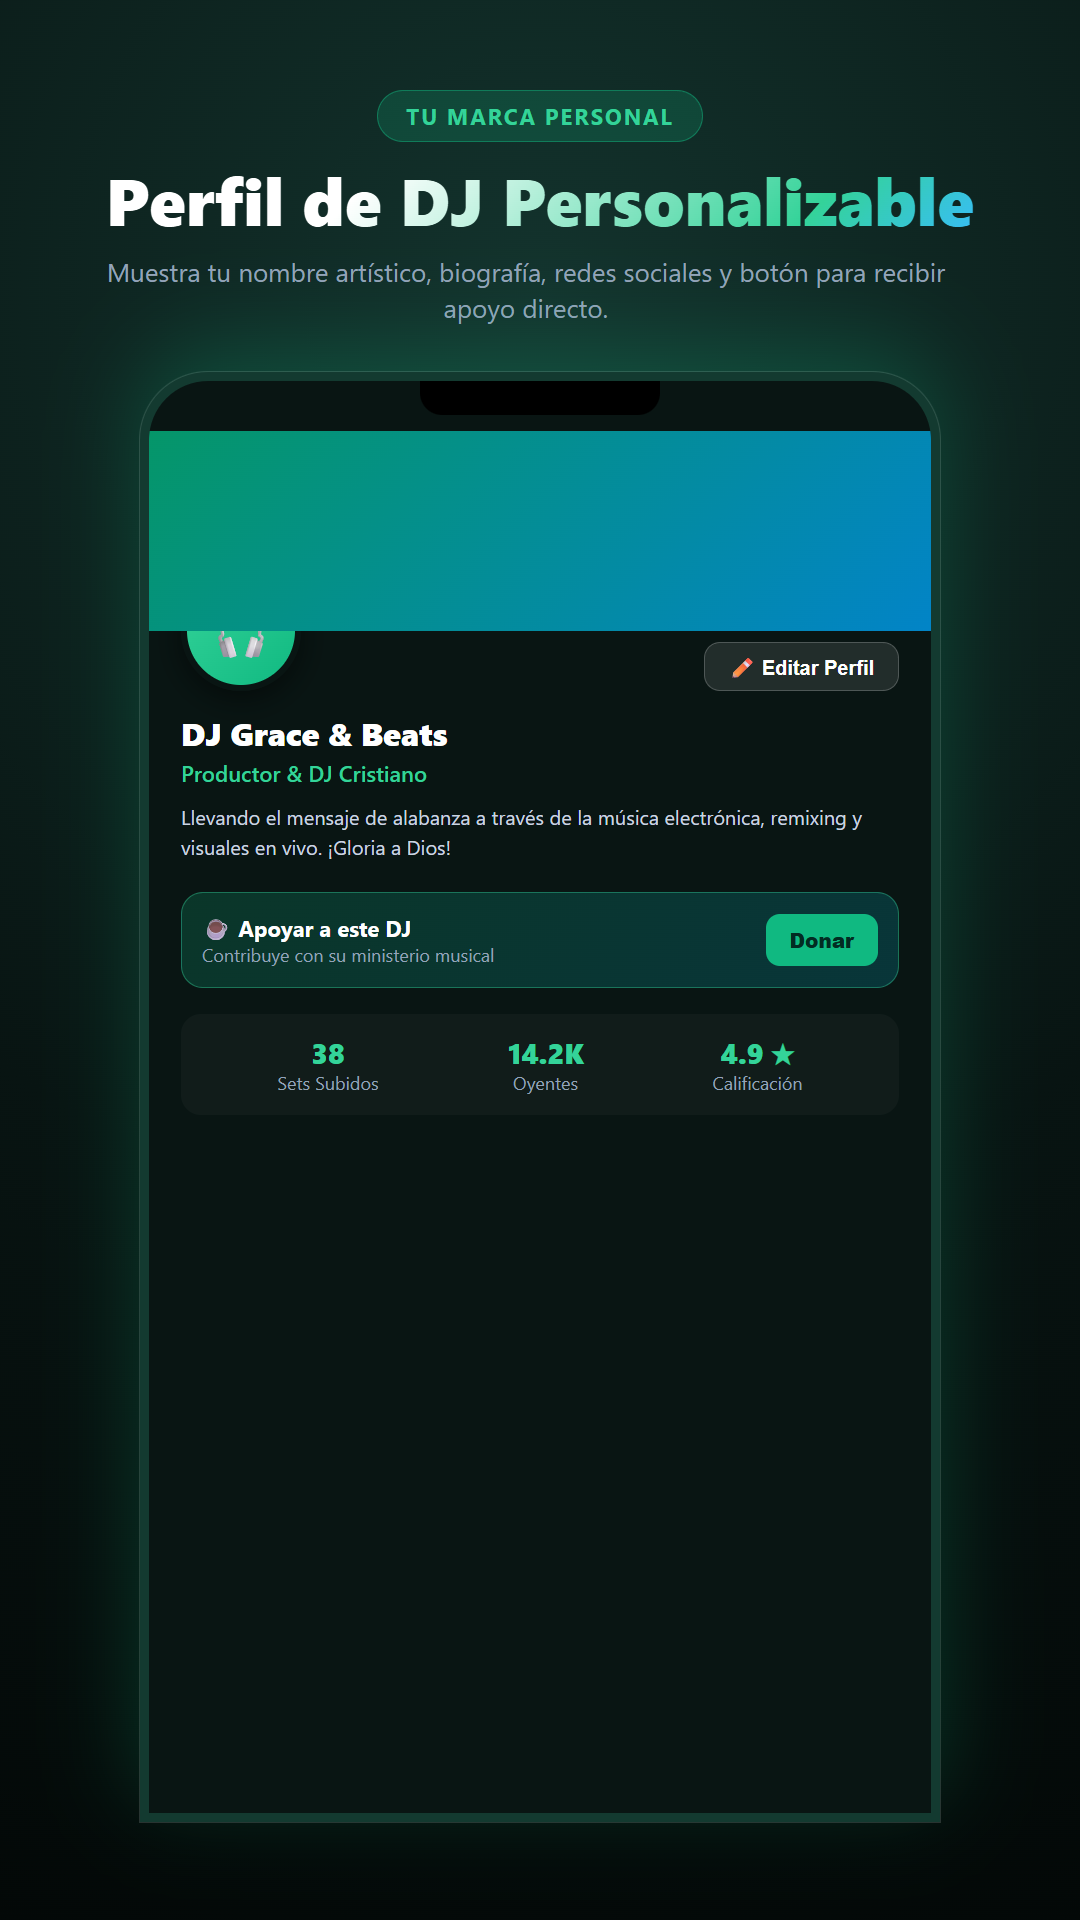 TU MARCA PERSONAL
Perfil de DJ Personalizable
Muestra tu nombre artístico, biografía, redes sociales y botón para recibir
apoyo directo.
Editar Perfil
DJ Grace & Beats
Productor & DJ Cristiano
Llevando el mensaje de alabanza a través de la música electrónica, remixing y
visuales en vivo. ¡Gloria a Dios!
Apoyar a este DJ
Contribuye con su ministerio musical
Donar
38
Sets Subidos
14.2K
Oyentes
4.9 ★
Calificación